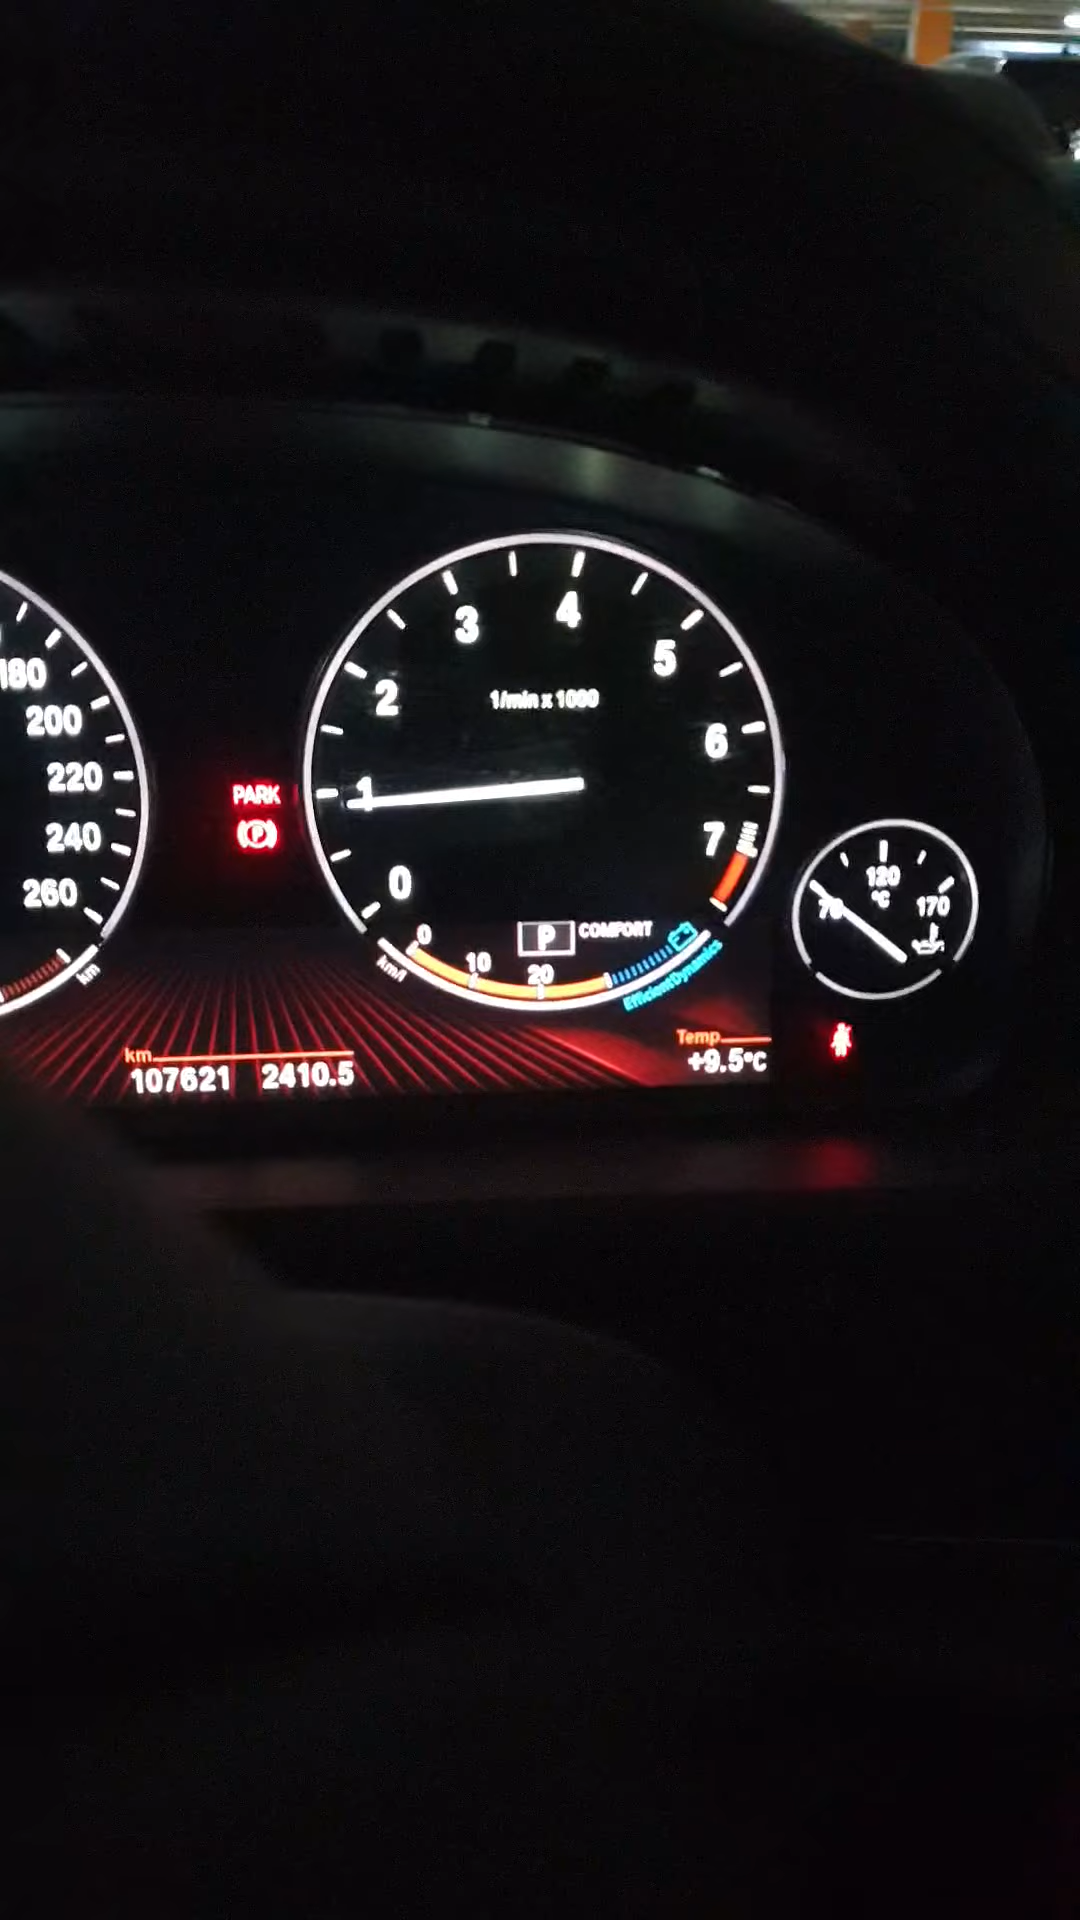 180
200
220
240
260
km
PARK
P
1/min x 1000
0
1
2
3
4
5
6
7
P
COMFORT
0
10
20
km/l
EfficientDynamics
120
°C
170
km
107621
2410.5
Temp
+9.5°C